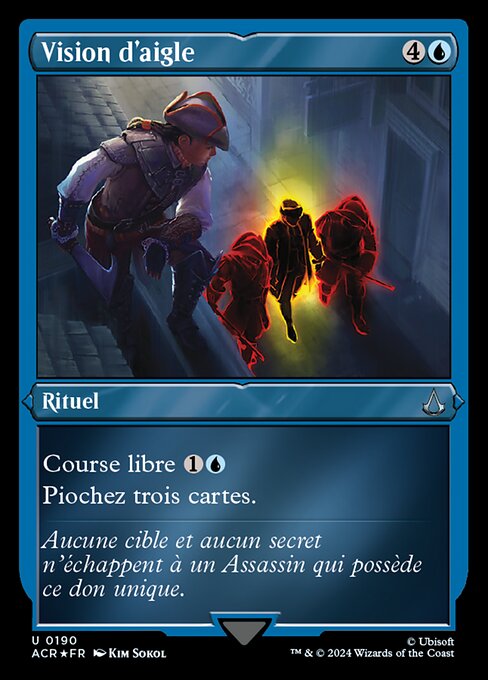 Vision d'aigle 4
Rituel
Course libre 1
Piochez trois cartes.
Aucune cible et aucun secret
n'échappent à un Assassin qui possède
ce don unique.
U 0190
ACR★FR Kim Sokol
© Ubisoft
™ & © 2024 Wizards of the Coast